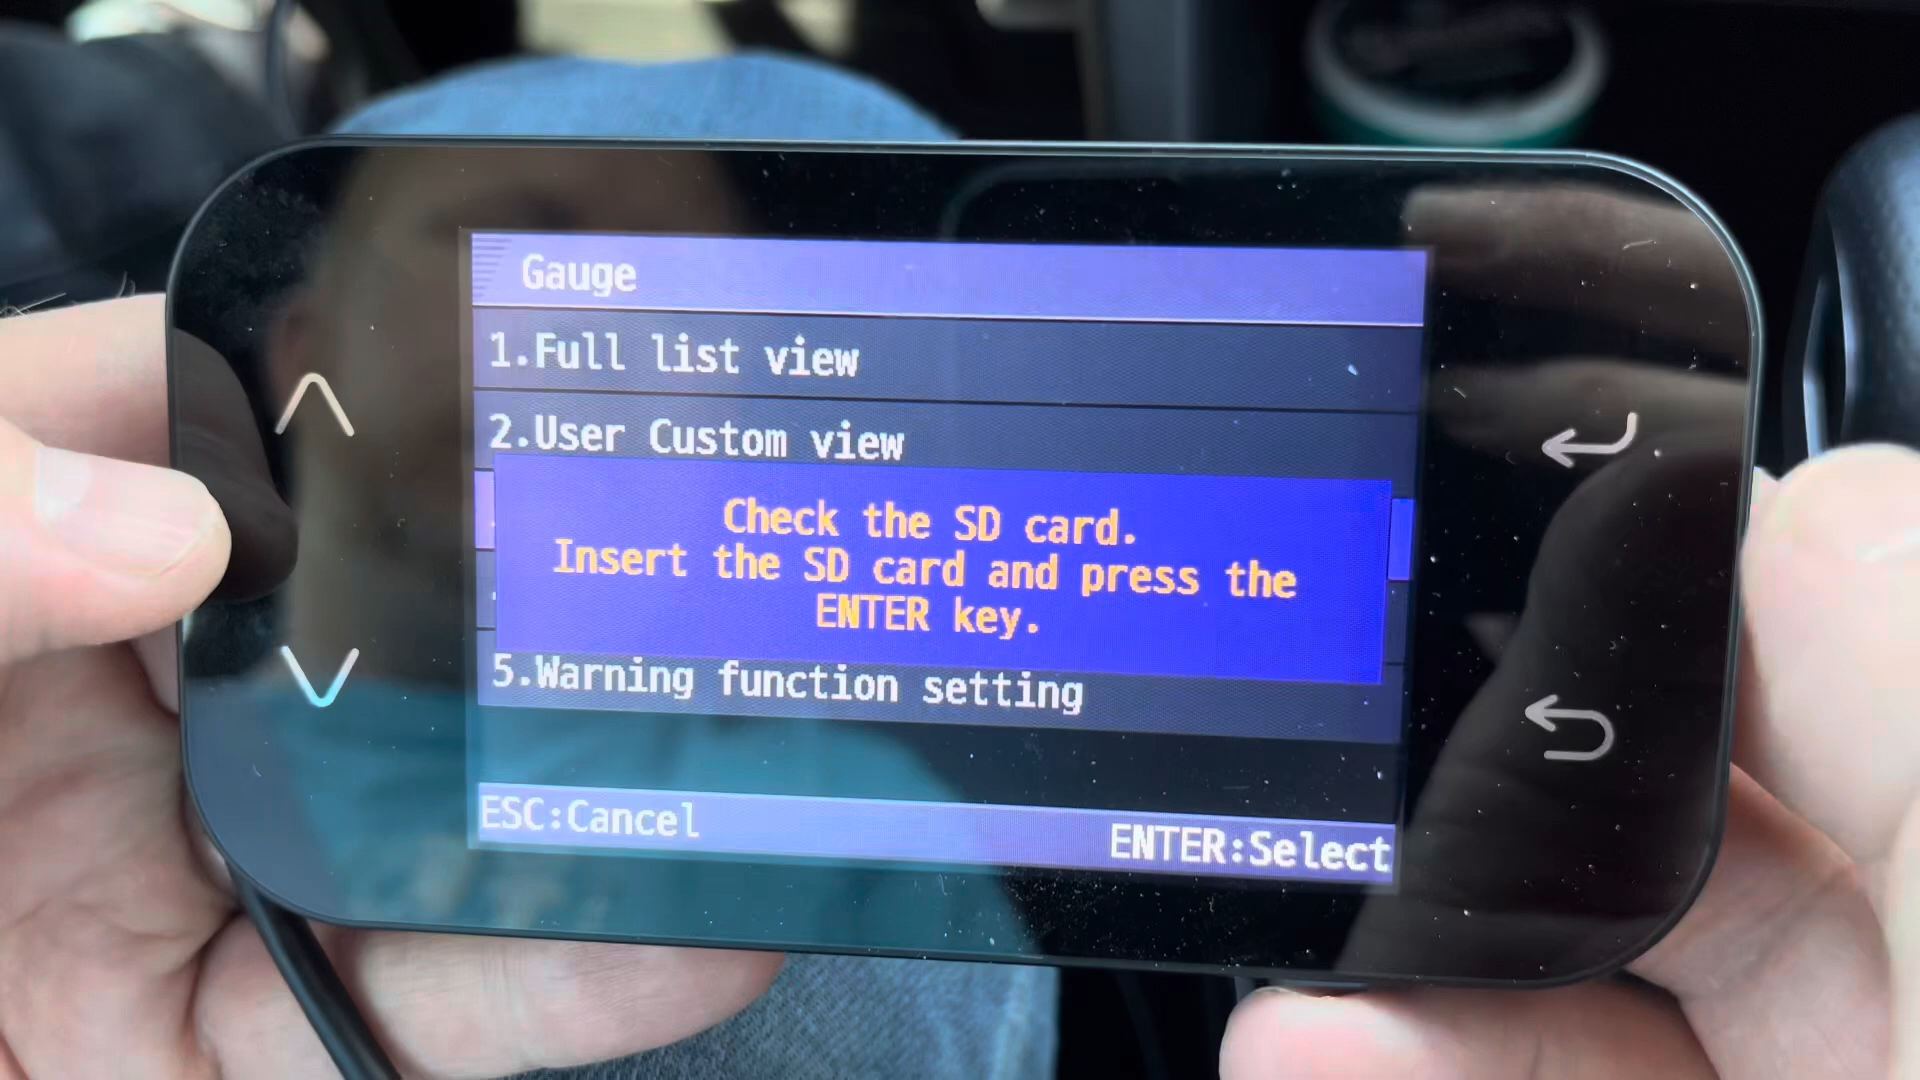 Gauge
1.Full list view
2.User Custom view
Check the SD card.
Insert the SD card and press the
ENTER key.
5.Warning function setting
ESC:Cancel
ENTER:Select